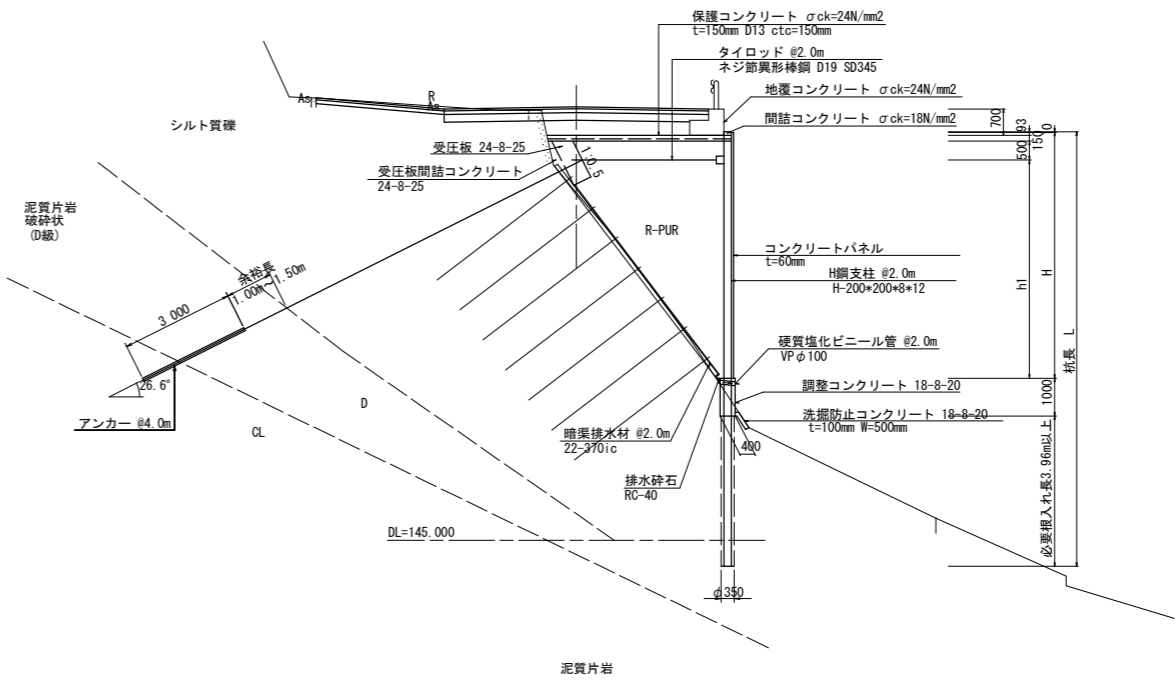 保護コンクリート σck=24N/mm2
t=150mm D13 ctc=150mm
タイロッド @2.0m
ネジ節異形棒鋼 D19 SD345
地覆コンクリート σck=24N/mm2
間詰コンクリート σck=18N/mm2
As
R
As
シルト質礫
受圧板 24-8-25
受圧板間詰コンクリート
24-8-25
1:0.5
700
93
0
150
500
泥質片岩
破砕状
(D級)
R-PUR
コンクリートパネル
t=60mm
H鋼支柱 @2.0m
H-200*200*8*12
余裕長
1.00m~1.50m
3 000
26.6°
アンカー @4.0m
h1
H
杭長 L
硬質塩化ビニール管 @2.0m
VPφ100
調整コンクリート 18-8-20
洗掘防止コンクリート 18-8-20
t=100mm W=500mm
1000
D
CL
暗渠排水材 @2.0m
22-370ic
400
排水砕石
RC-40
必要根入れ長3.96m以上
DL=145.000
φ350
泥質片岩